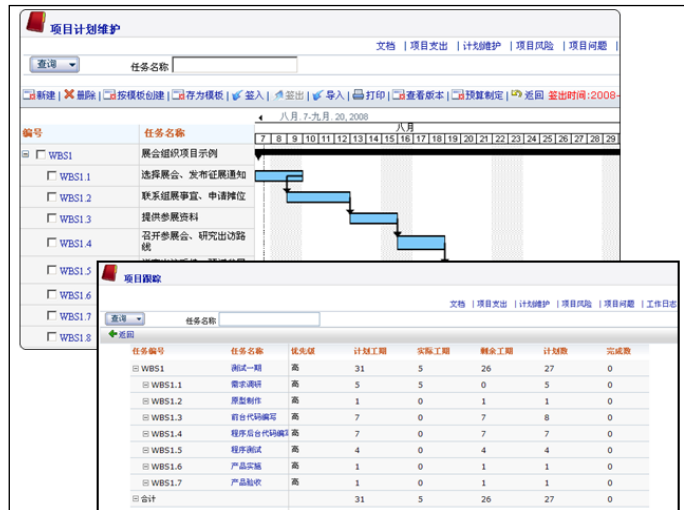 项目计划维护
文档 | 项目支出 | 计划维护 | 项目风险 | 项目问题 |
查询 任务名称
新建 | 删除 | 按模板创建 | 存为模板 | 签入 | 签出 | 导入 | 打印 | 查看版本 | 预算制定 | 返回 签出时间:2008-
八月 7-九月 20, 2008
编号 任务名称 八月
7 8 9 10 11 12 13 14 15 16 17 18 19 20 21 22 23 24 25 26 27 28 29
WBS1 展会组织项目示例
WBS1.1 选择展会、发布征展通知
WBS1.2 联系组展事宜、申请摊位
WBS1.3 提供参展资料
WBS1.4 召开参展会、研究出访路线
WBS1.5
WBS1.6
WBS1.7
WBS1.8
项目跟踪
文档 | 项目支出 | 计划维护 | 项目风险 | 项目问题 | 工作日志
查询 任务名称
返回
任务编号 任务名称 优先级 计划工期 实际工期 剩余工期 计划数 完成数
WBS1 测试一期 高 31 5 26 27 0
WBS1.1 需求调研 高 5 5 0 5 0
WBS1.2 原型制作 高 1 0 1 1 0
WBS1.3 前台代码编写 高 7 0 7 8 0
WBS1.4 程序后台代码编 高 7 0 7 7 0
WBS1.5 程序测试 高 4 0 4 4 0
WBS1.6 产品实施 高 1 0 1 1 0
WBS1.7 产品验收 高 1 0 1 1 0
合计 31 5 26 27 0